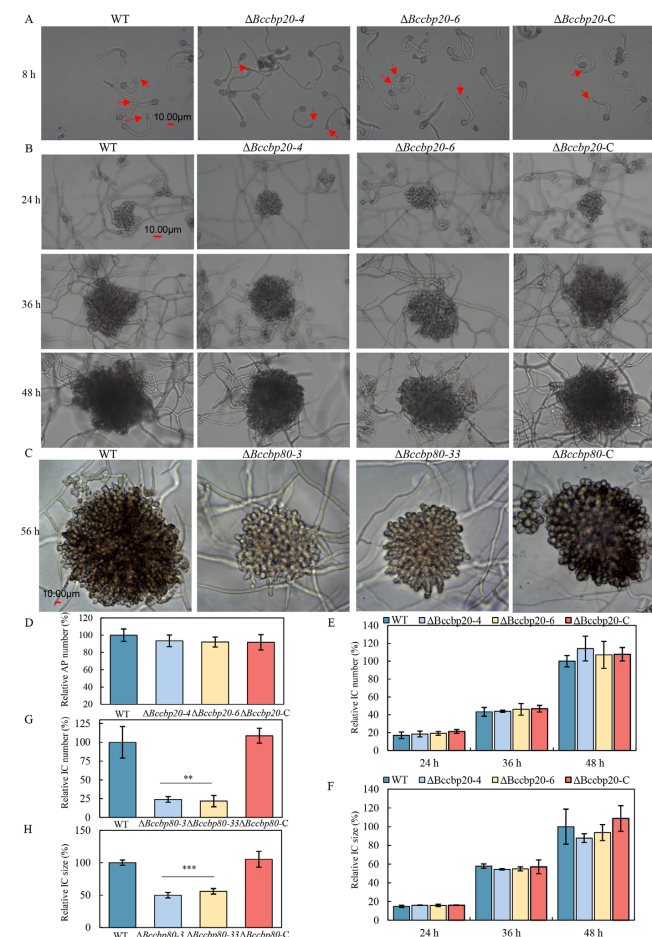 A WT ΔBccbp20-4 ΔBccbp20-6 ΔBccbp20-C
8 h
10.00μm
B WT ΔBccbp20-4 ΔBccbp20-6 ΔBccbp20-C
24 h
10.00μm
36 h
48 h
C WT ΔBccbp80-3 ΔBccbp80-33 ΔBccbp80-C
56 h
10.00μm
D
Relative AP number (%)
120
100
80
60
40
20
WT ΔBccbp20-4 ΔBccbp20-6 ΔBccbp20-C
E
WT ΔBccbp20-4 ΔBccbp20-6 ΔBccbp20-C
Relative IC number (%)
140
120
100
80
60
40
20
0
24 h 36 h 48 h
G
Relative IC number (%)
125
100
75
50
25
0
**
WT ΔBccbp80-3 ΔBccbp80-33 ΔBccbp80-C
F
WT ΔBccbp20-4 ΔBccbp20-6 ΔBccbp20-C
Relative IC size (%)
140
120
100
80
60
40
20
0
24 h 36 h 48 h
H
Relative IC size (%)
150
100
50
0
***
WT ΔBccbp80-3 ΔBccbp80-33 ΔBccbp80-C